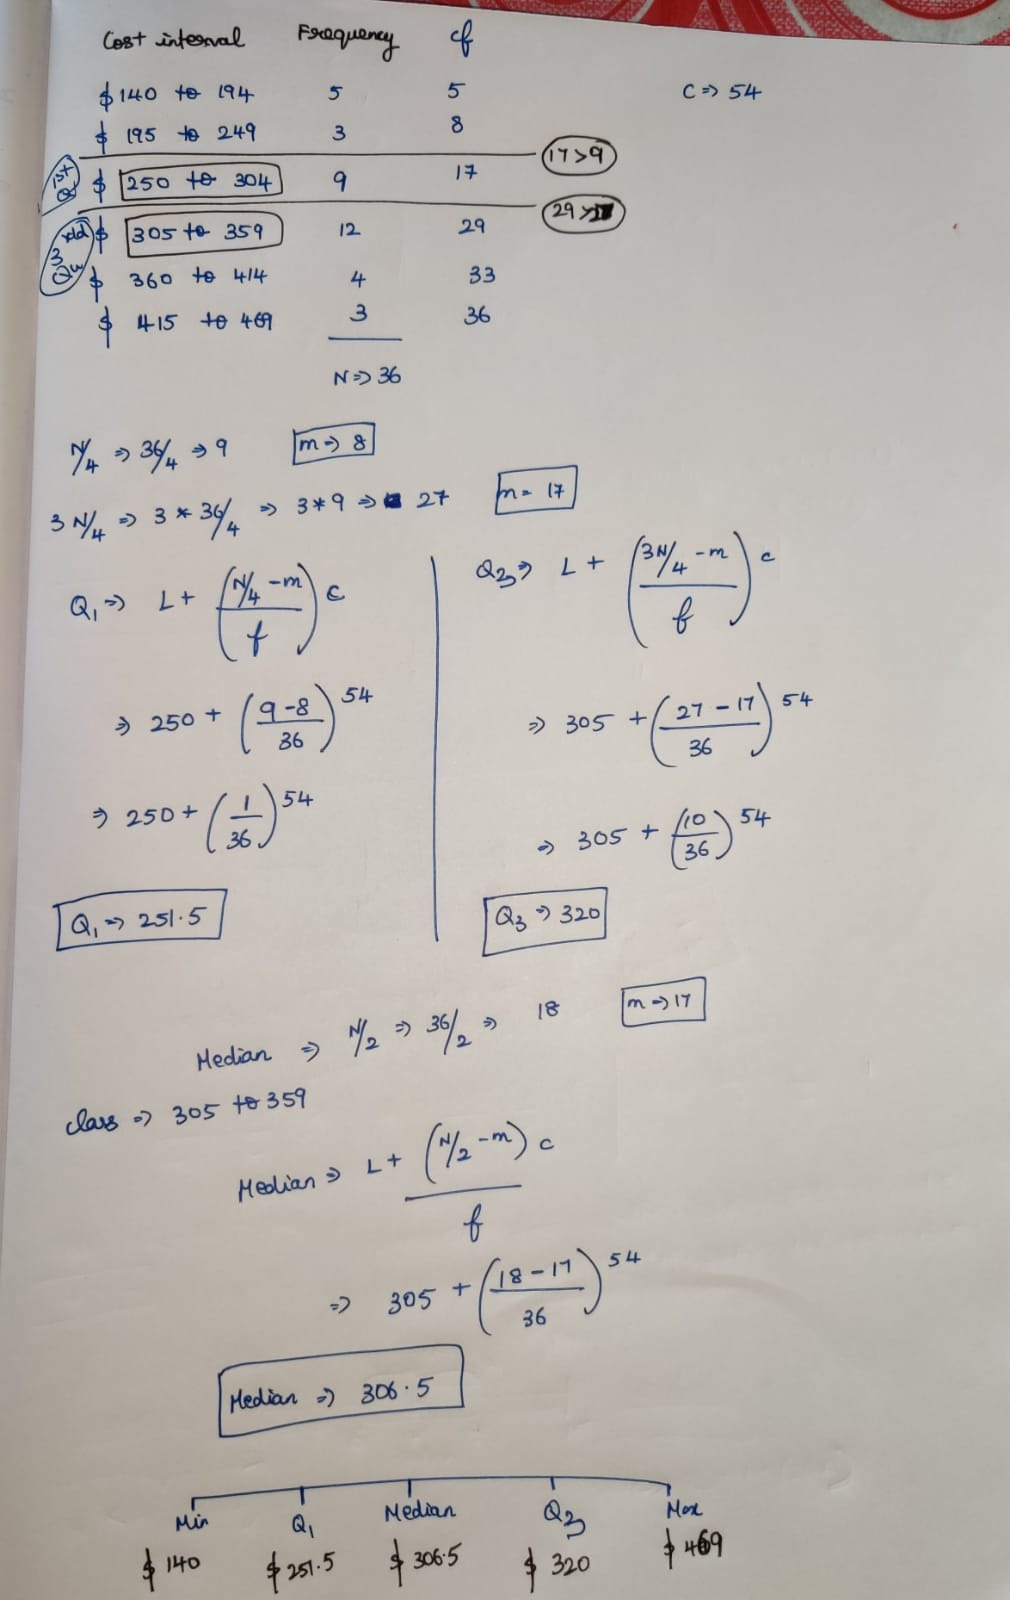 Cost interval Frequency cf
$140 to 194 5 5 C => 54
$ 195 to 249 3 8
17>9
1st Q $ 250 to 304 9 17
29>
3rd Qu $ 305 to 359 12 29
$ 360 to 414 4 33
$ 415 to 469 3 36
N => 36
N/4 => 36/4 => 9 m => 8
3N/4 => 3 * 36/4 => 3*9 => 27 m = 17
Q1 => L + (N/4 - m / f) c
=> 250 + (9-8 / 36) 54
=> 250 + (1/36) 54
Q1 => 251.5
Q3 => L + (3N/4 - m / f) c
=> 305 + (27 - 17 / 36) 54
=> 305 + (10/36) 54
Q3 => 320
Median => N/2 => 36/2 => 18 m => 17
Class => 305 to 359
Median => L + (N/2 - m) c / f
=> 305 + (18-17 / 36) 54
Median => 306.5
Min Q1 Median Q3 Max
$ 140 $ 251.5 $ 306.5 $ 320 $ 469